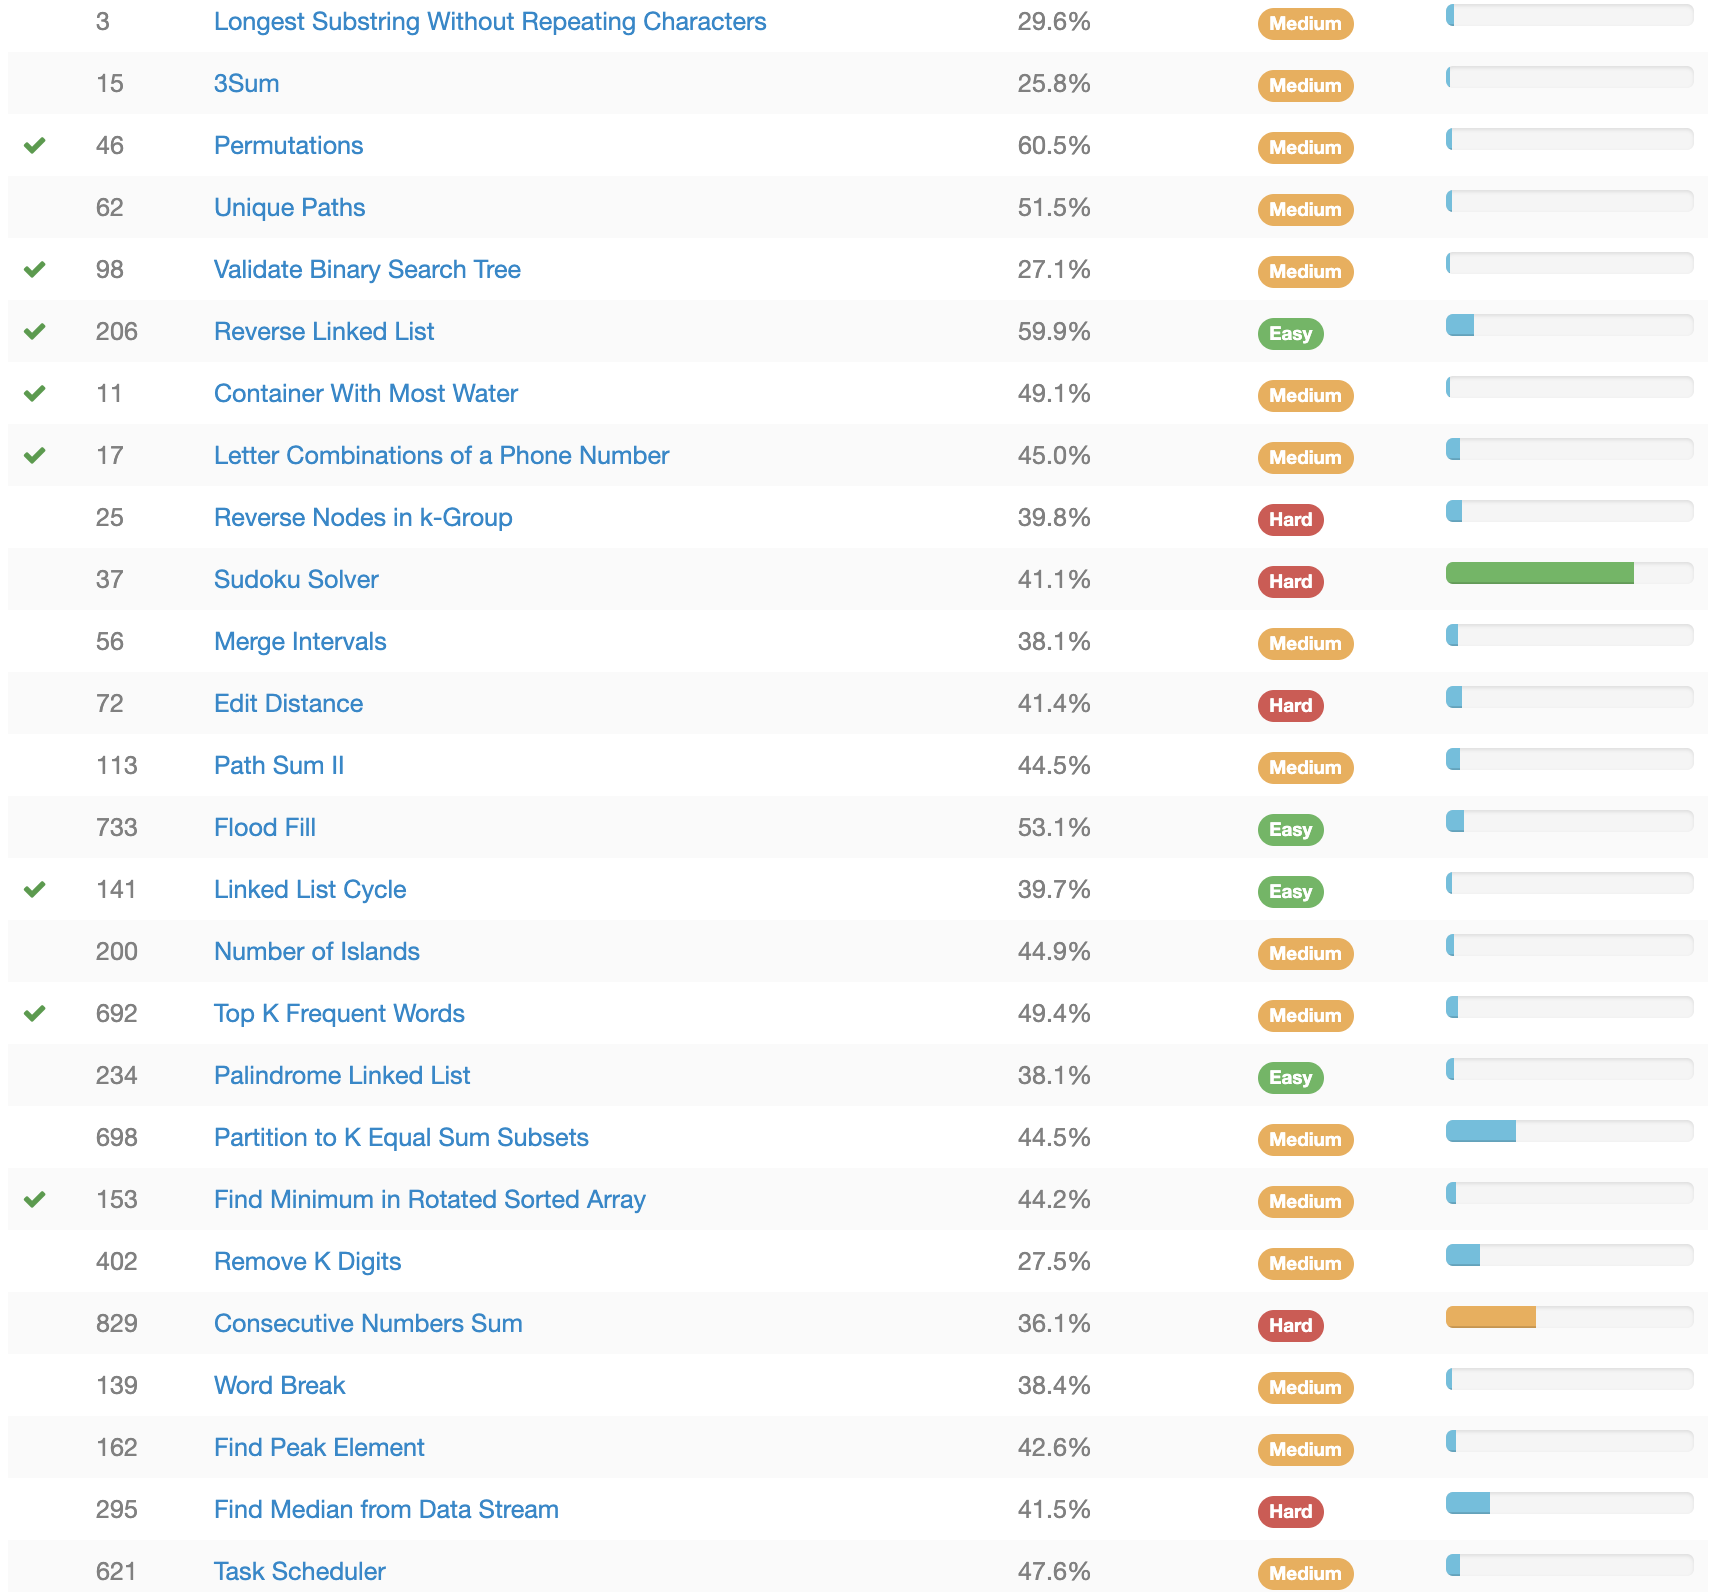 3 Longest Substring Without Repeating Characters 29.6% Medium
15 3Sum 25.8% Medium
46 Permutations 60.5% Medium
62 Unique Paths 51.5% Medium
98 Validate Binary Search Tree 27.1% Medium
206 Reverse Linked List 59.9% Easy
11 Container With Most Water 49.1% Medium
17 Letter Combinations of a Phone Number 45.0% Medium
25 Reverse Nodes in k-Group 39.8% Hard
37 Sudoku Solver 41.1% Hard
56 Merge Intervals 38.1% Medium
72 Edit Distance 41.4% Hard
113 Path Sum II 44.5% Medium
733 Flood Fill 53.1% Easy
141 Linked List Cycle 39.7% Easy
200 Number of Islands 44.9% Medium
692 Top K Frequent Words 49.4% Medium
234 Palindrome Linked List 38.1% Easy
698 Partition to K Equal Sum Subsets 44.5% Medium
153 Find Minimum in Rotated Sorted Array 44.2% Medium
402 Remove K Digits 27.5% Medium
829 Consecutive Numbers Sum 36.1% Hard
139 Word Break 38.4% Medium
162 Find Peak Element 42.6% Medium
295 Find Median from Data Stream 41.5% Hard
621 Task Scheduler 47.6% Medium